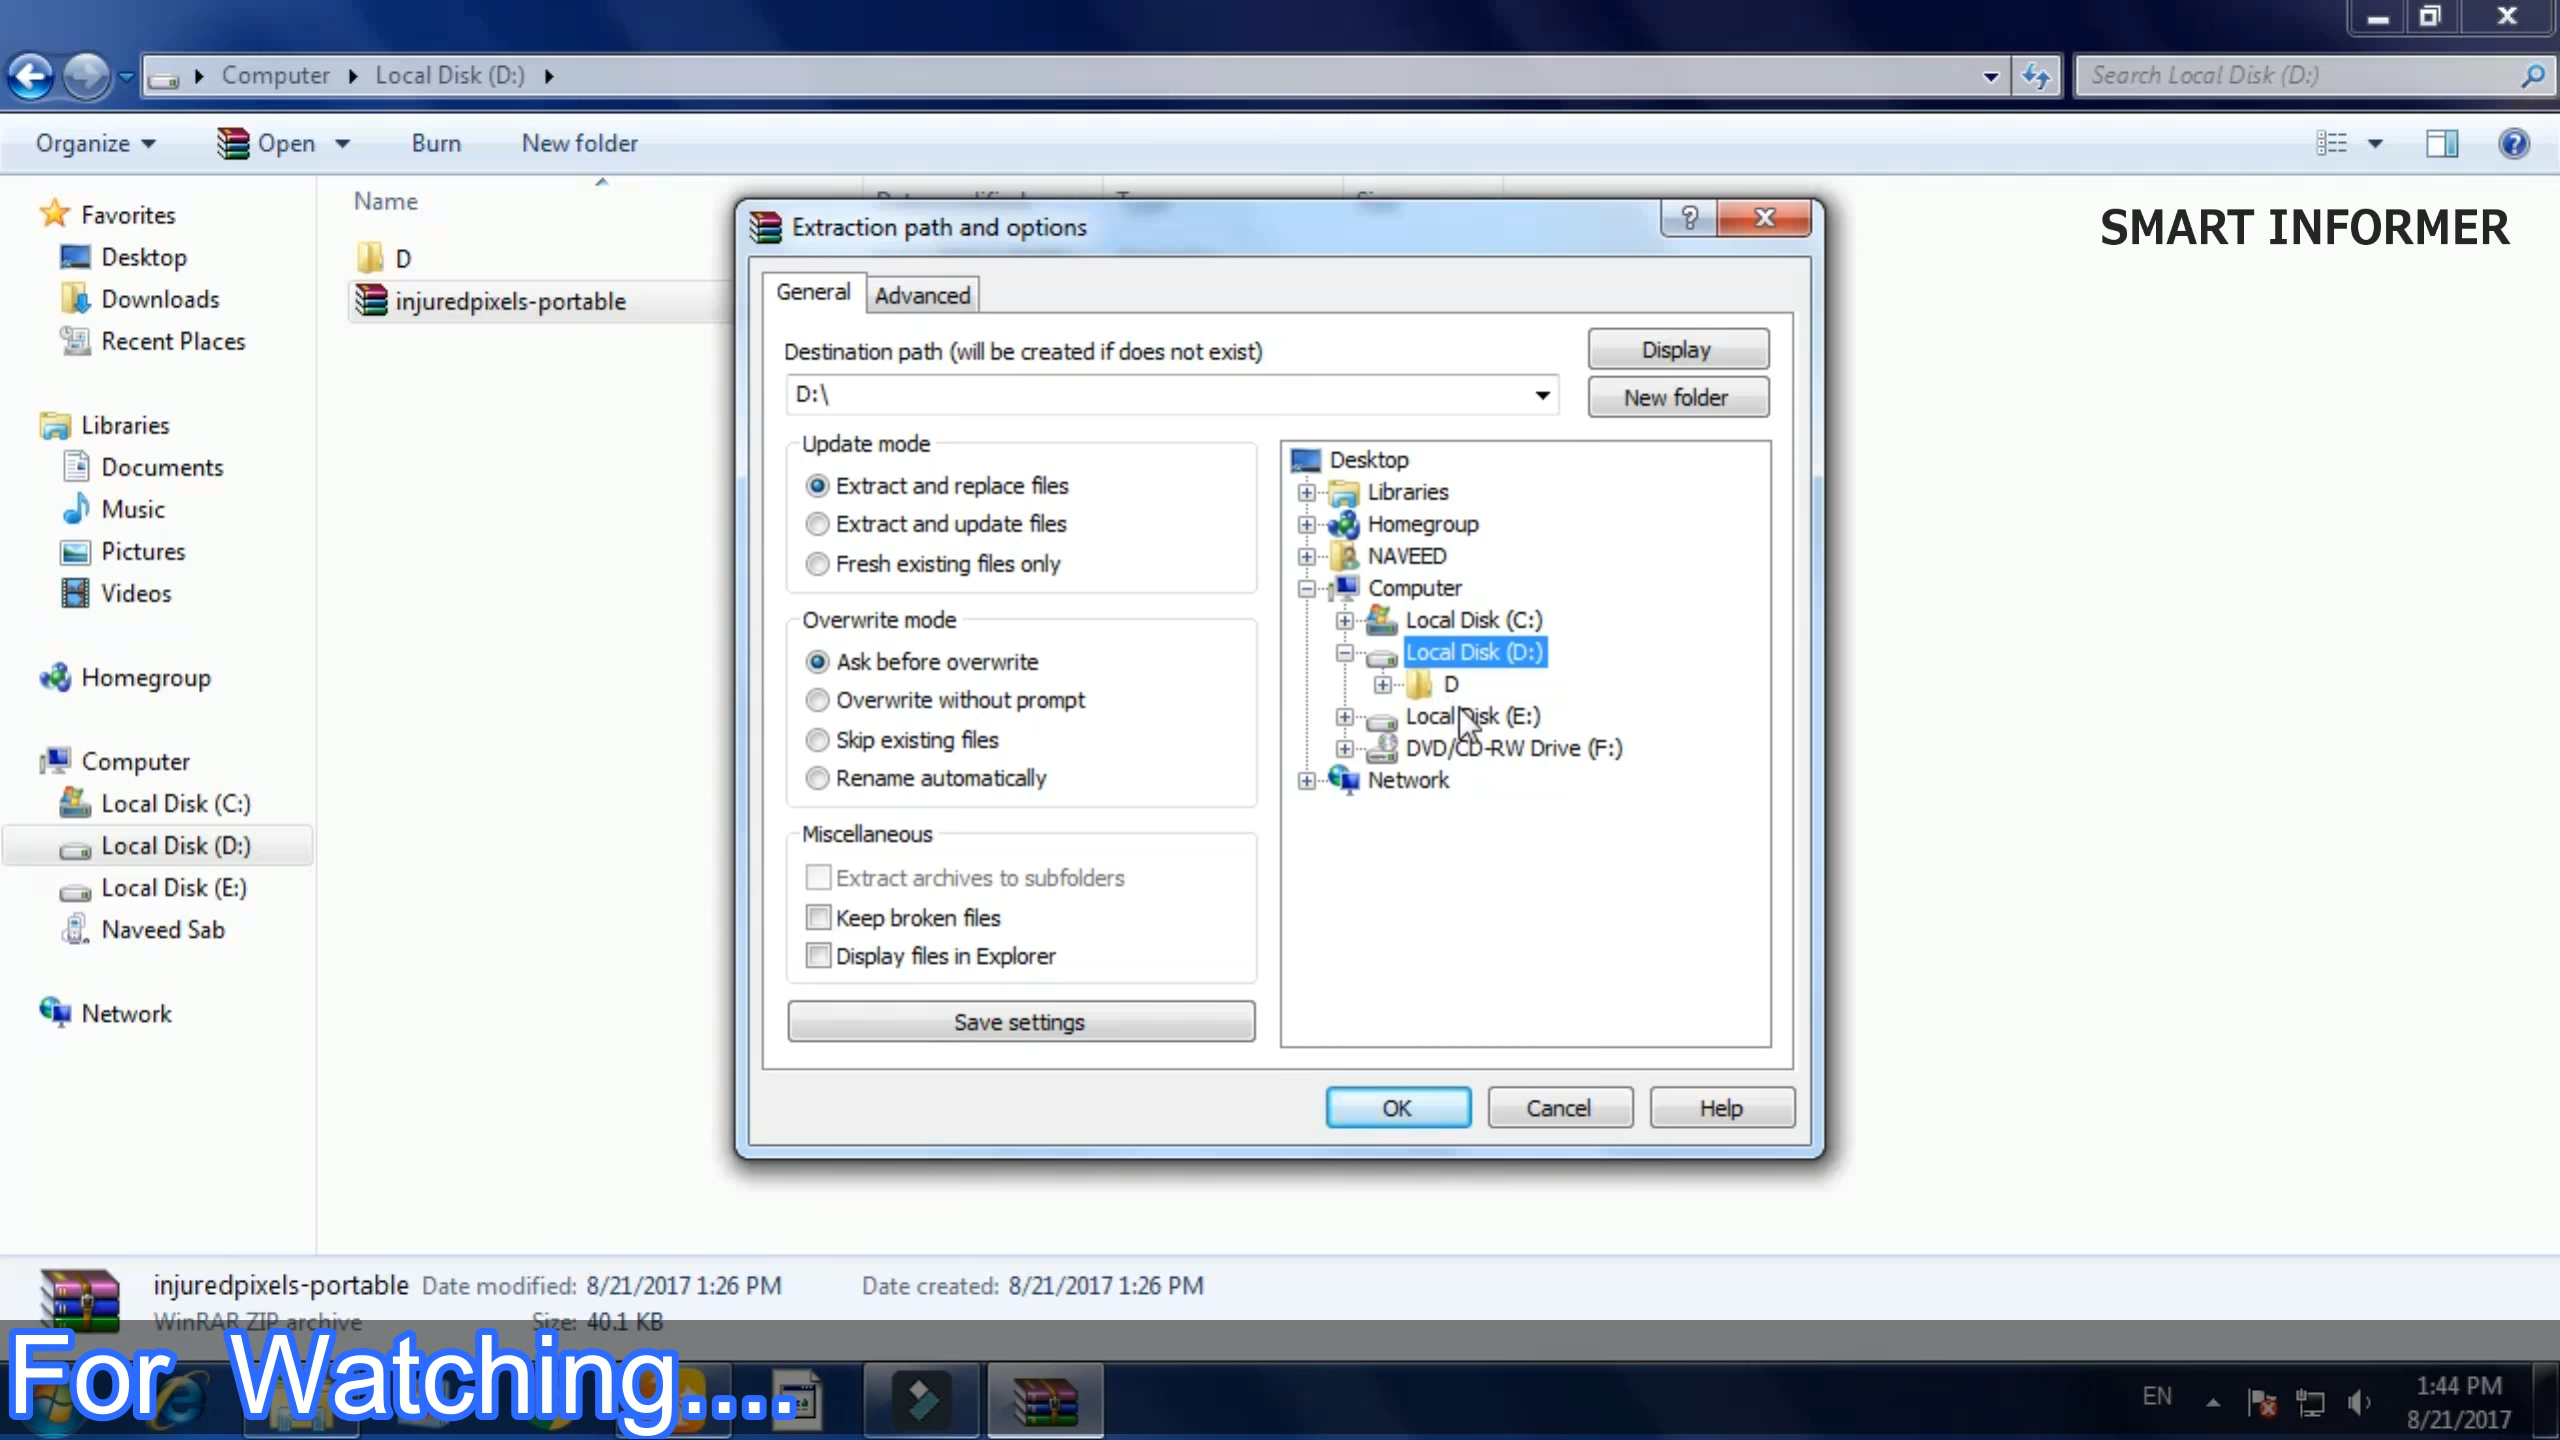 Computer
Local Disk (D:)
Search Local Disk (D:)
Organize
Open
Burn
New folder
Favorites
Desktop
Downloads
Recent Places
Libraries
Documents
Music
Pictures
Videos
Homegroup
Computer
Local Disk (C:)
Local Disk (D:)
Local Disk (E:)
Naveed Sab
Network
Name
D
injuredpixels-portable
SMART INFORMER
Extraction path and options
General
Advanced
Destination path (will be created if does not exist)
D:\
Display
New folder
Update mode
Extract and replace files
Extract and update files
Fresh existing files only
Overwrite mode
Ask before overwrite
Overwrite without prompt
Skip existing files
Rename automatically
Miscellaneous
Extract archives to subfolders
Keep broken files
Display files in Explorer
Save settings
Desktop
Libraries
Homegroup
NAVEED
Computer
Local Disk (C:)
Local Disk (D:)
D
Local Disk (E:)
DVD/CD-RW Drive (F:)
Network
OK
Cancel
Help
injuredpixels-portable
Date modified: 8/21/2017 1:26 PM
Date created: 8/21/2017 1:26 PM
WinRAR ZIP archive
Size: 40.1 KB
For Watching....
EN
1:44 PM
8/21/2017